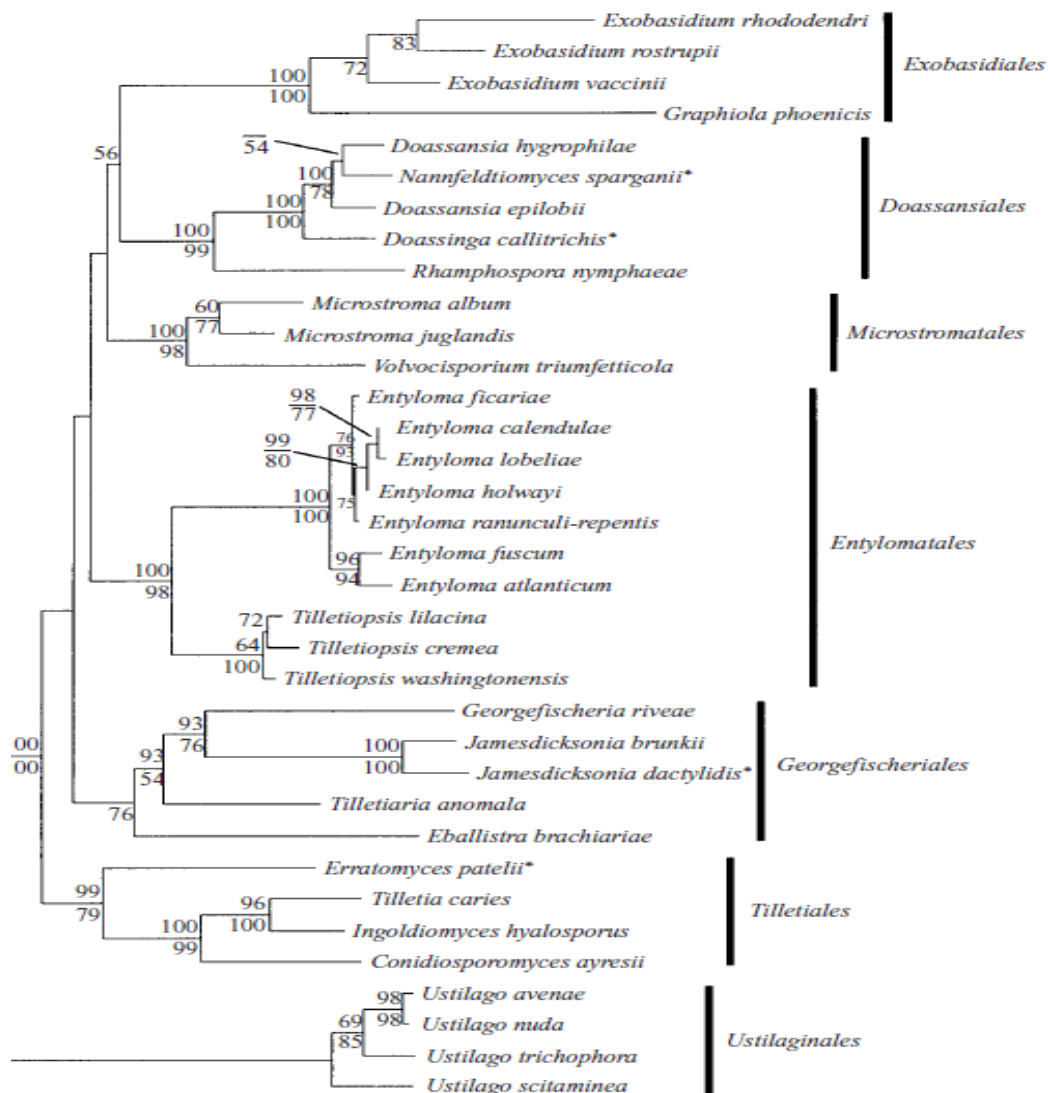 Exobasidium rhododendri
83
Exobasidium rostrupii
Exobasidiales
72
Exobasidium vaccinii
100
100
Graphiola phoenicis
54
Doassansia hygrophilae
56
100
Nannfeldtiomyces sparganii*
78
100
100
Doassansia epilobii
Doassansiales
100
99
Doassinga callitrichis*
Rhamphospora nymphaeae
60
77
Microstroma album
100
98
Microstroma juglandis
Microstromatales
Volvocisporium triumfetticola
98
77
Entyloma ficariae
Entyloma calendulae
76
93
99
80
Entyloma lobeliae
100
100
75
Entyloma holwayi
Entyloma ranunculi-repentis
Entylomatales
96
94
Entyloma fuscum
100
98
Entyloma atlanticum
72
Tilletiopsis lilacina
64
100
Tilletiopsis cremea
Tilletiopsis washingtonensis
93
76
Georgefischeria riveae
00
00
93
54
100
100
Jamesdicksonia brunkii
Georgefischeriales
Jamesdicksonia dactylidis*
Tilletiaria anomala
76
Eballistra brachiariae
Erratomyces patelii*
99
79
96
100
Tilletia caries
Tilletiales
100
99
Ingoldiomyces hyalosporus
Conidiosporomyces ayresii
98
98
Ustilago avenae
69
85
Ustilago nuda
Ustilaginales
Ustilago trichophora
Ustilago scitaminea